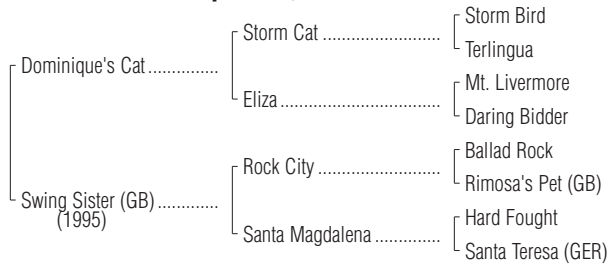 Storm Bird
Storm Cat ........................
Terlingua
Dominique's Cat ..............
Mt. Livermore
Eliza ................................
Daring Bidder
Ballad Rock
Rock City ........................
Rimosa's Pet (GB)
Swing Sister (GB) ............
(1995)
Hard Fought
Santa Magdalena .............
Santa Teresa (GER)